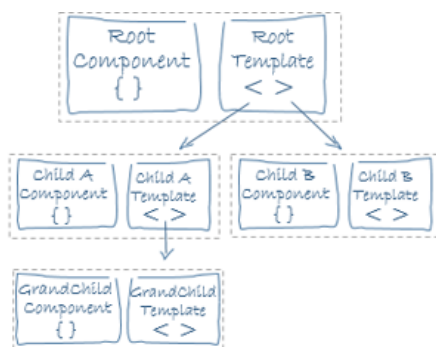 Root
Component
{ }
Root
Template
< >
Child A
Component
{ }
Child A
Template
< >
Child B
Component
{ }
Child B
Template
< >
GrandChild
Component
{ }
GrandChild
Template
< >